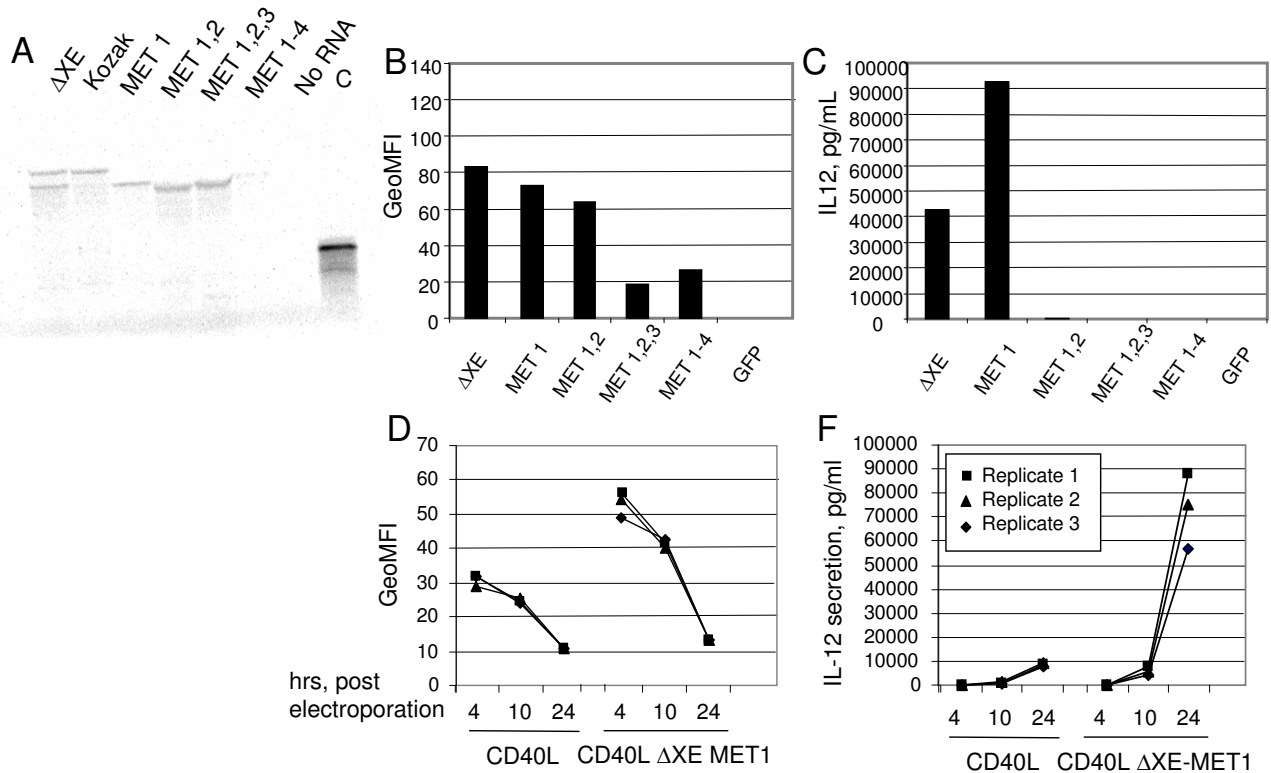 A
ΔXE
Kozak
MET 1
MET 1,2
MET 1,2,3
MET 1-4
No RNA
C
B
GeoMFI
140
120
100
80
60
40
20
0
ΔXE
MET 1
MET 1,2
MET 1,2,3
MET 1-4
GFP
C
IL12, pg/mL
100000
90000
80000
70000
60000
50000
40000
30000
20000
10000
0
ΔXE
MET 1
MET 1,2
MET 1,2,3
MET 1-4
GFP
D
GeoMFI
70
60
50
40
30
20
10
0
hrs, post
electroporation
4 10 24 4 10 24
CD40L CD40L ΔXE MET1
F
IL-12 secretion, pg/ml
100000
90000
80000
70000
60000
50000
40000
30000
20000
10000
0
Replicate 1
Replicate 2
Replicate 3
4 10 24 4 10 24
CD40L CD40L ΔXE-MET1